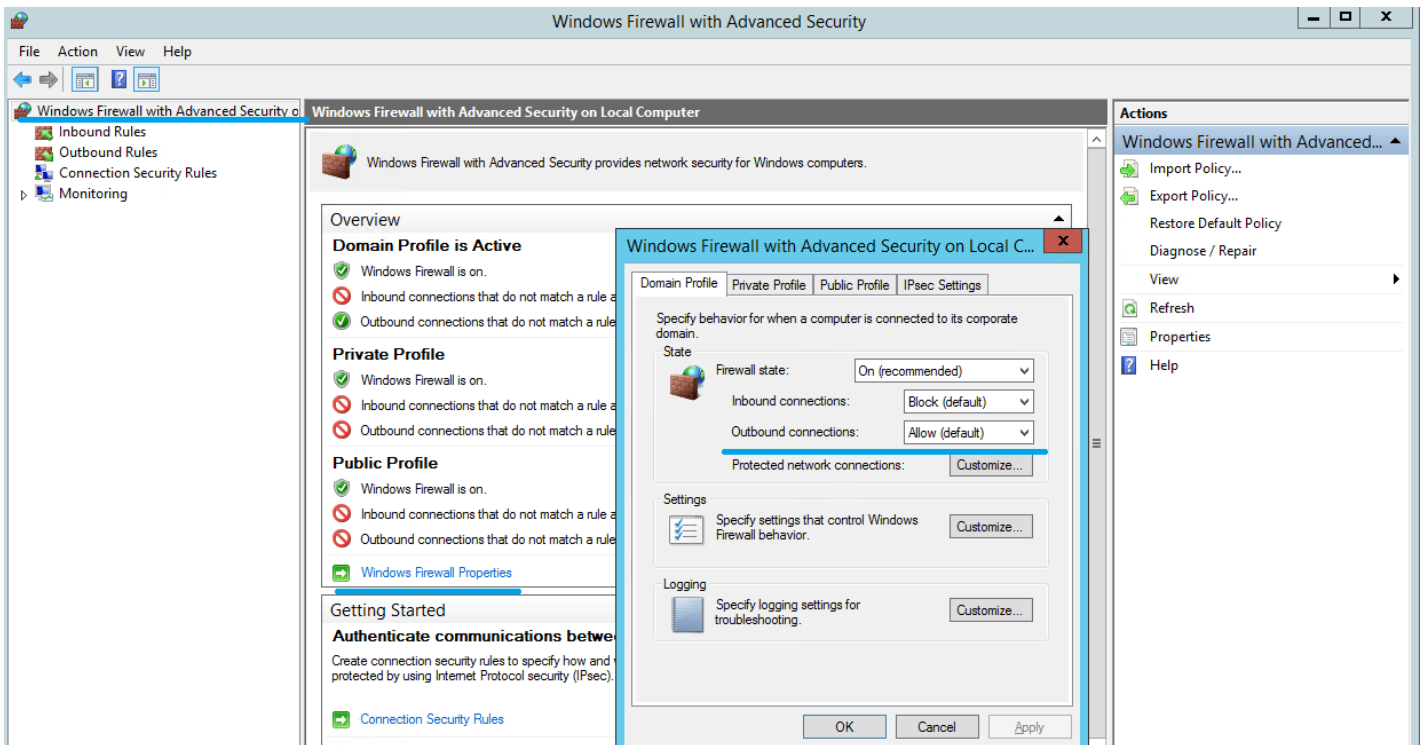 Windows Firewall with Advanced Security
File Action View Help
Windows Firewall with Advanced Security o
Inbound Rules
Outbound Rules
Connection Security Rules
Monitoring
Windows Firewall with Advanced Security on Local Computer
Windows Firewall with Advanced Security provides network security for Windows computers.
Overview
Domain Profile is Active
Windows Firewall is on.
Inbound connections that do not match a rule a
Outbound connections that do not match a rule
Private Profile
Windows Firewall is on.
Inbound connections that do not match a rule a
Outbound connections that do not match a rule
Public Profile
Windows Firewall is on.
Inbound connections that do not match a rule a
Outbound connections that do not match a rule
Windows Firewall Properties
Getting Started
Authenticate communications betwe
Create connection security rules to specify how and
protected by using Internet Protocol security (IPsec).
Connection Security Rules
Windows Firewall with Advanced Security on Local C...
Domain Profile Private Profile Public Profile IPsec Settings
Specify behavior for when a computer is connected to its corporate
domain.
State
Firewall state: On (recommended)
Inbound connections: Block (default)
Outbound connections: Allow (default)
Protected network connections: Customize...
Settings
Specify settings that control Windows
Firewall behavior.
Customize...
Logging
Specify logging settings for
troubleshooting.
Customize...
OK Cancel Apply
Actions
Windows Firewall with Advanced...
Import Policy...
Export Policy...
Restore Default Policy
Diagnose / Repair
View
Refresh
Properties
Help